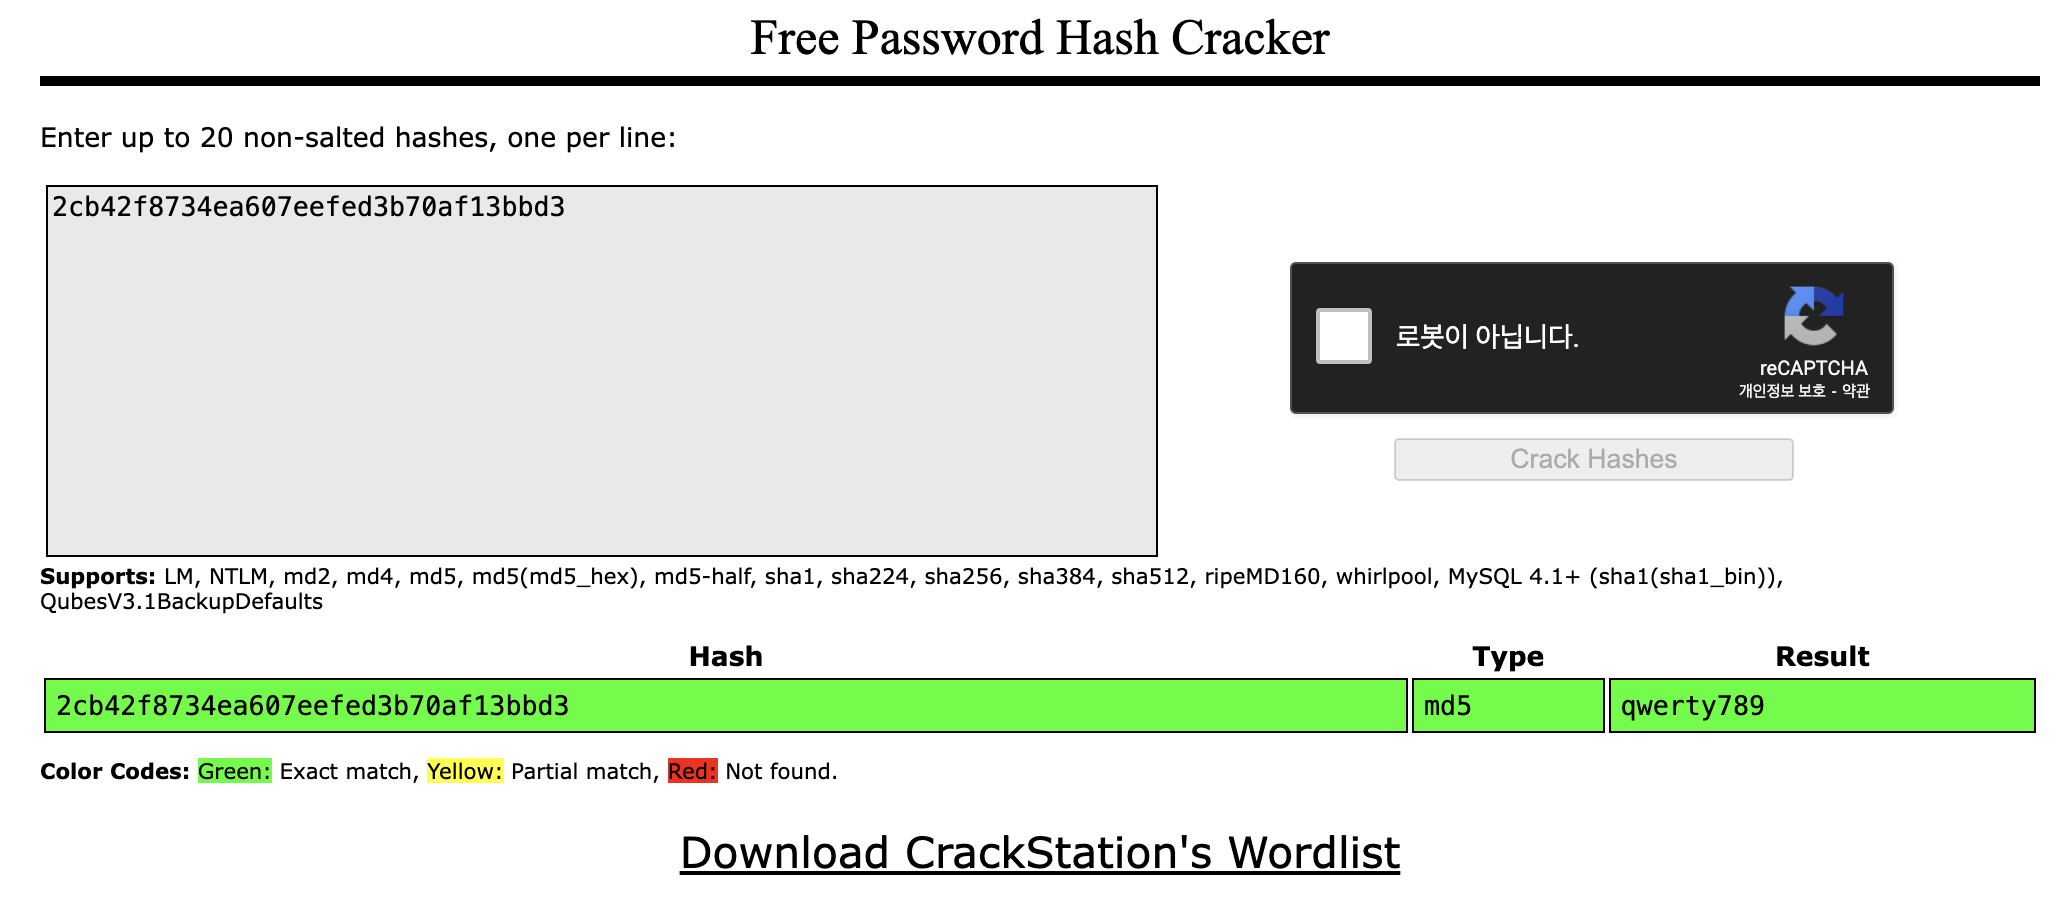 Free Password Hash Cracker
Enter up to 20 non-salted hashes, one per line:
2cb42f8734ea607eefed3b70af13bbd3
로봇이 아닙니다.
reCAPTCHA
개인정보 보호 - 약관
Crack Hashes
Supports: LM, NTLM, md2, md4, md5, md5(md5_hex), md5-half, sha1, sha224, sha256, sha384, sha512, ripeMD160, whirlpool, MySQL 4.1+ (sha1(sha1_bin)),
QubesV3.1BackupDefaults
Hash Type Result
2cb42f8734ea607eefed3b70af13bbd3 md5 qwerty789
Color Codes: Green: Exact match, Yellow: Partial match, Red: Not found.
Download CrackStation's Wordlist